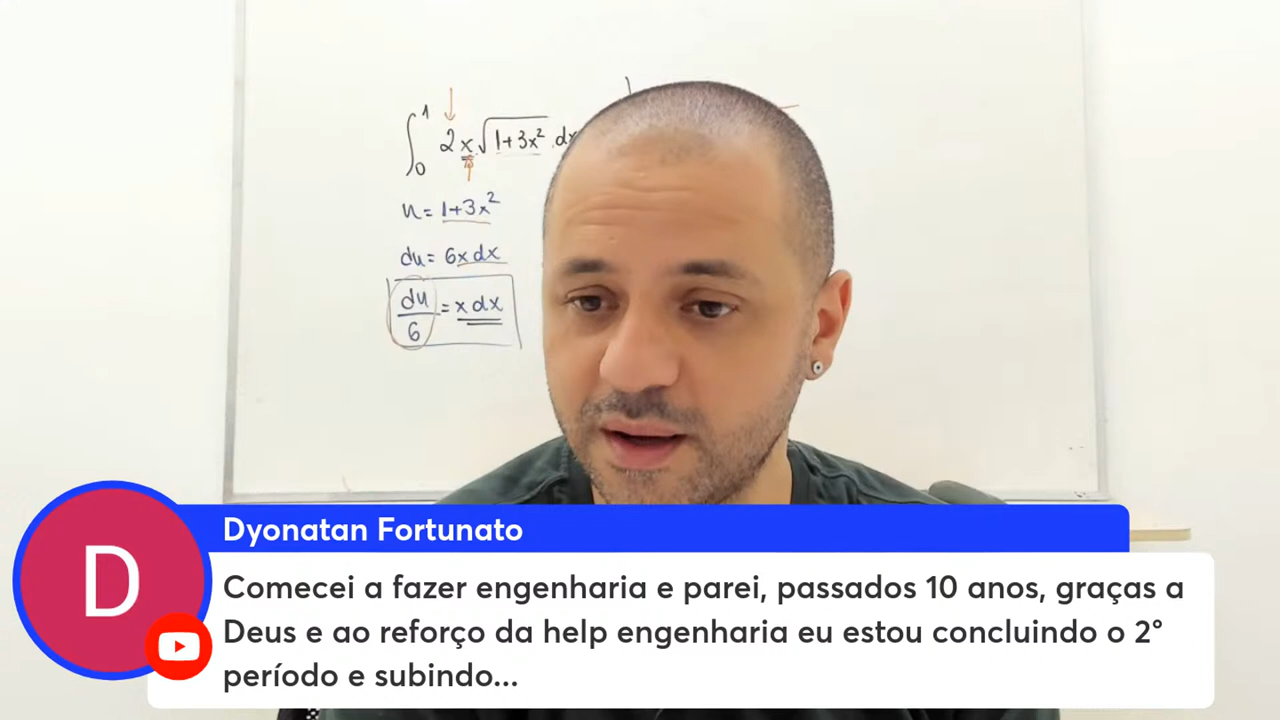 ∫₀¹ 2x√(1+3x²) · dx
u = 1+3x²
du = 6x dx
du/6 = x dx
D
Dyonatan Fortunato
Comecei a fazer engenharia e parei, passados 10 anos, graças a
Deus e ao reforço da help engenharia eu estou concluindo o 2°
período e subindo...